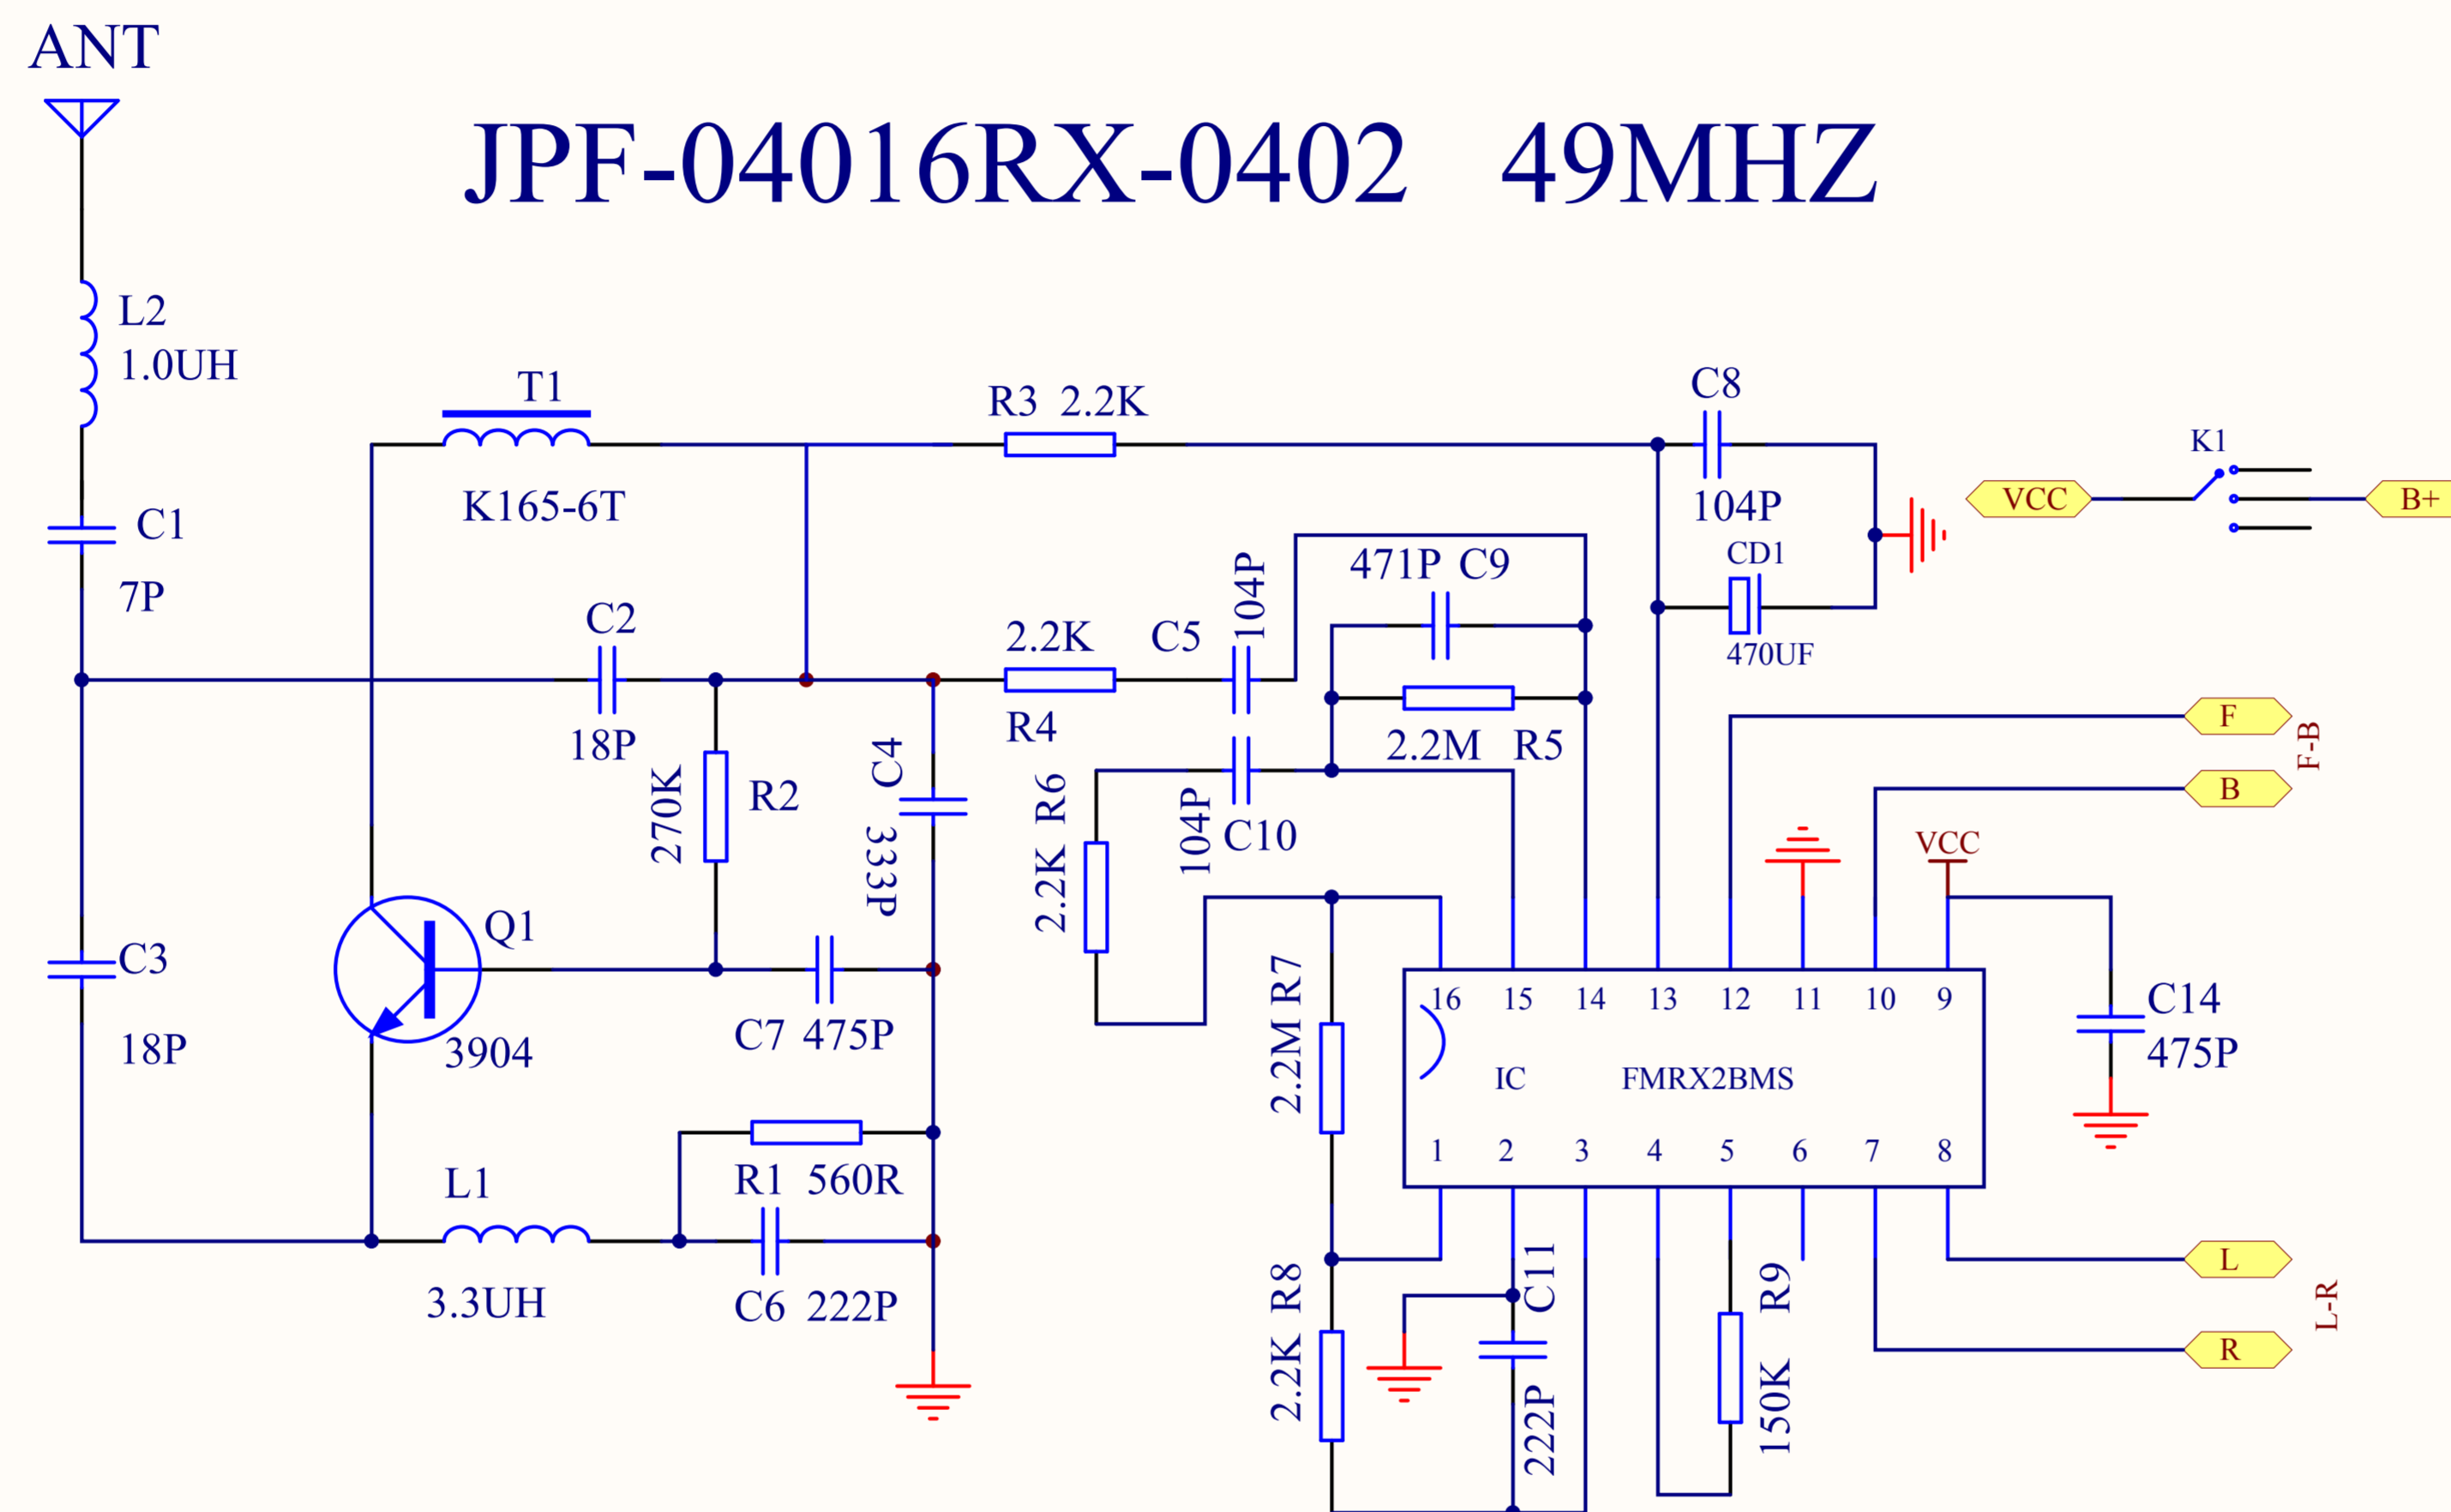 ANT
JPF-04016RX-0402 49MHZ
L2
1.0UH
T1
K165-6T
R3 2.2K
C8
104P
CD1
470UF
K1
VCC
B+
C1
7P
C2
18P
2.2K
R4
C5
104P
471P C9
2.2M R5
F
B
F-B
270K
R2
C4
333P
2.2K R6
104P
C10
VCC
Q1
3904
C3
18P
C7 475P
2.2M R7
16 15 14 13 12 11 10 9
IC FMRX2BMS
1 2 3 4 5 6 7 8
C14
475P
R1 560R
L1
3.3UH
C6 222P
2.2K R8
C11
222P
150K R9
L
R
L-R